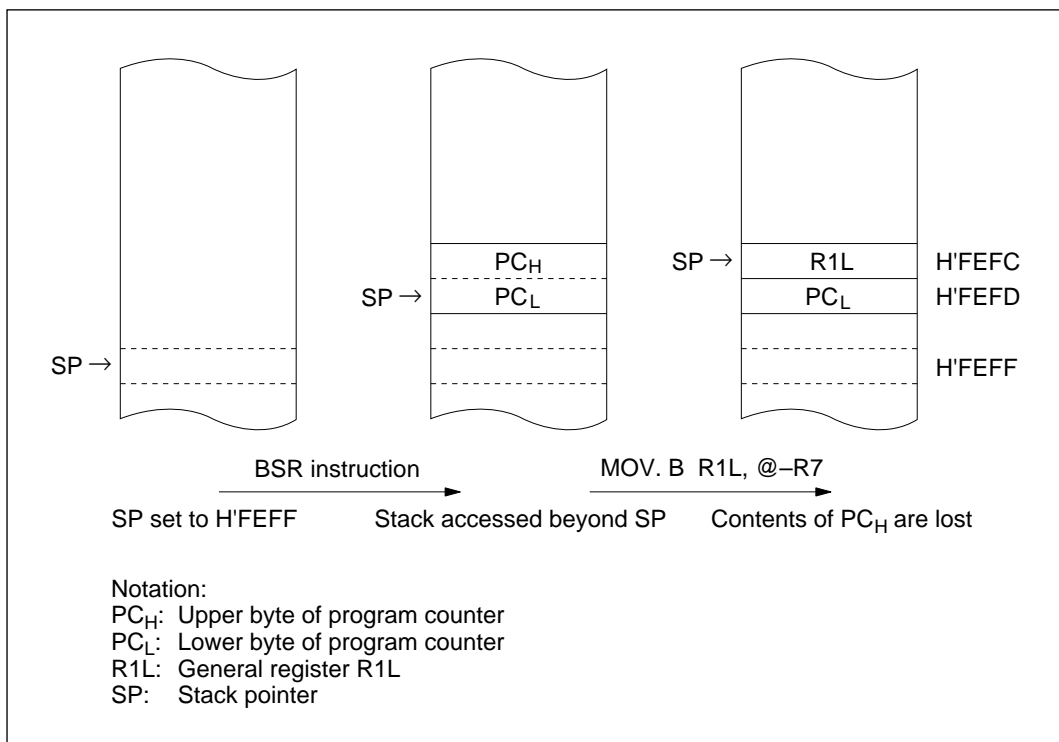 PCH
SP → R1L H'FEFC
SP → PCL PCL H'FEFD
SP → H'FEFF
BSR instruction MOV. B R1L, @–R7
SP set to H'FEFF Stack accessed beyond SP Contents of PCH are lost
Notation:
PCH: Upper byte of program counter
PCL: Lower byte of program counter
R1L: General register R1L
SP: Stack pointer